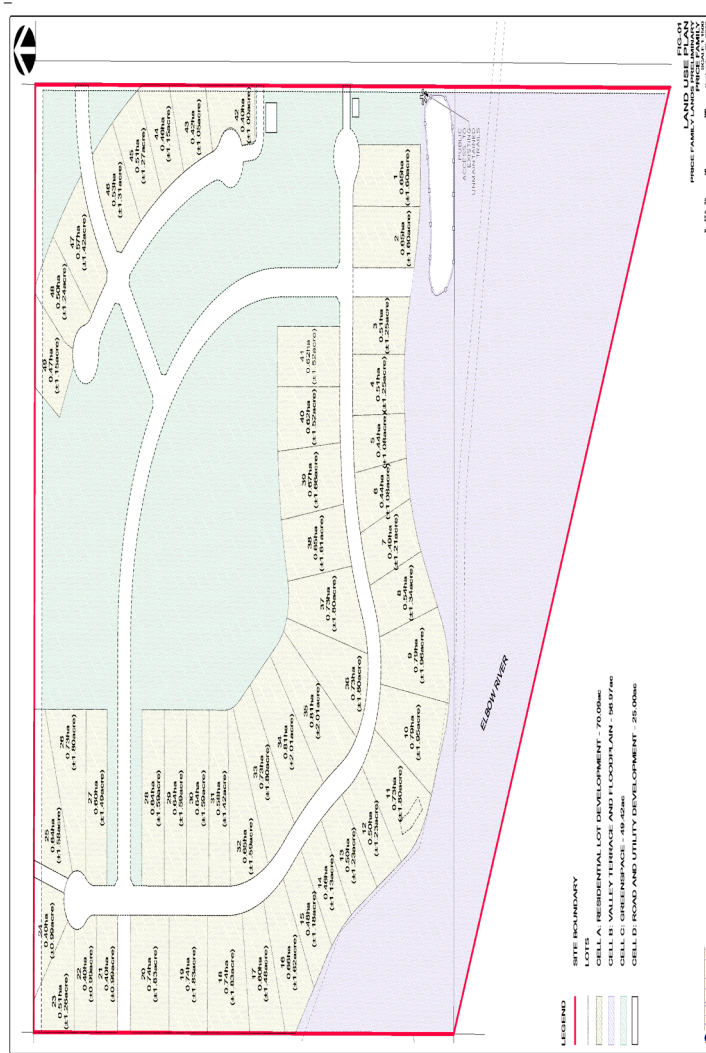 FIG-01
LAND USE PLAN
PRICE FAMILY LANDS PRELIMINARY
PRICE FAMILY
PUBLIC
ACCESS TO
EXISTING
UNMAINTAINED
TRAILS
1
0.65ha
(±1.60acre)
2
0.65ha
(±1.60acre)
3
0.51ha
(±1.25acre)
4
0.51ha
(±1.25acre)
5
0.44ha
(±1.08acre)
6
0.44ha
(±1.08acre)
7
0.49ha
(±1.21acre)
8
0.54ha
(±1.34acre)
9
0.79ha
(±1.96acre)
10
0.79ha
(±1.95acre)
11
0.73ha
(±1.80acre)
12
0.50ha
(±1.23acre)
13
0.50ha
(±1.23acre)
14
0.46ha
(±1.13acre)
15
0.48ha
(±1.18acre)
16
0.66ha
(±1.62acre)
17
0.60ha
(±1.48acre)
18
0.74ha
(±1.83acre)
19
0.74ha
(±1.83acre)
20
0.74ha
(±1.83acre)
21
0.40ha
(±0.99acre)
22
0.40ha
(±0.99acre)
23
0.51ha
(±1.26acre)
24
0.40ha
(±0.99acre)
25
0.64ha
(±1.58acre)
26
0.73ha
(±1.80acre)
27
0.60ha
(±1.49acre)
28
0.64ha
(±1.59acre)
29
0.64ha
(±1.59acre)
30
0.64ha
(±1.59acre)
31
0.58ha
(±1.42acre)
32
0.65ha
(±1.59acre)
33
0.73ha
(±1.80acre)
34
0.81ha
(±2.01acre)
35
0.81ha
(±2.01acre)
36
0.73ha
(±1.80acre)
37
0.73ha
(±1.80acre)
38
0.65ha
(±1.61acre)
39
0.67ha
(±1.66acre)
40
0.62ha
(±1.52acre)
41
0.62ha
(±1.52acre)
42
0.40ha
(±1.00acre)
43
0.42ha
(±1.05acre)
44
0.46ha
(±1.15acre)
45
0.51ha
(±1.27acre)
46
0.53ha
(±1.31acre)
47
0.57ha
(±1.42acre)
48
0.50ha
(±1.24acre)
49
0.47ha
(±1.15acre)
ELBOW RIVER
LEGEND
SITE BOUNDARY
LOTS
CELL A: RESIDENTIAL LOT DEVELOPMENT - 70.09ac
CELL B: VALLEY TERRACE AND FLOODPLAIN - 56.97ac
CELL C: GREENSPACE - 49.42ac
CELL D: ROAD AND UTILITY DEVELOPMENT - 25.00ac